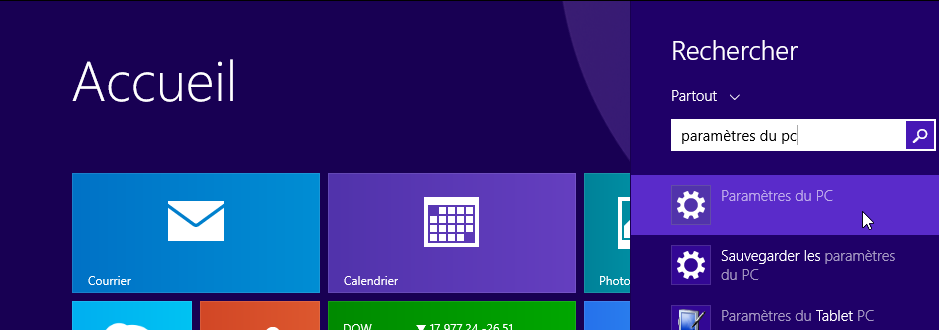 Accueil
Courrier
Calendrier
Photo
DOW ▼ 17 977,24 -26,51
Rechercher
Partout
paramètres du pc
Paramètres du PC
Sauvegarder les paramètres
du PC
Paramètres du Tablet PC